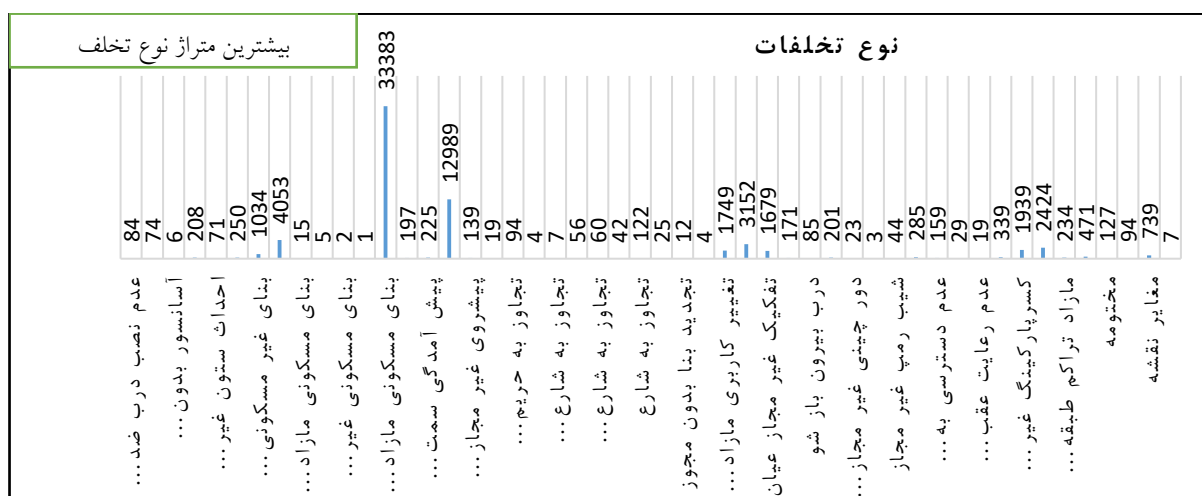 بیشترین متراژ نوع تخلف
نوع تخلفات
84
74
6
208
71
250
1034
4053
15
5
2
1
33383
197
225
12989
139
19
94
4
7
56
60
42
122
25
12
4
1749
3152
1679
171
85
201
23
3
44
285
159
29
19
339
1939
2424
234
471
127
94
739
7
عدم نصب درب ضد...
آسانسور بدون...
احداث ستون غیر...
بنای غیر مسکونی...
بنای مسکونی مازاد...
بنای مسکونی غیر...
بنای مسکونی مازاد...
پیش آمدگی سمت...
پیشروی غیر مجاز...
تجاوز به حریم...
تجاوز به شارع...
تجاوز به شارع...
تجاوز به شارع
تجدید بنا بدون مجوز
تغییر کاربری مازاد...
تفکیک غیر مجاز عیان
درب بیرون باز شو
دور چینی غیر مجاز...
شیب رمپ غیر مجاز
عدم دسترسی به...
عدم رعایت عقب...
کسرپارکینگ غیر...
مازاد تراکم طبقه...
مختومه
مغایر نقشه